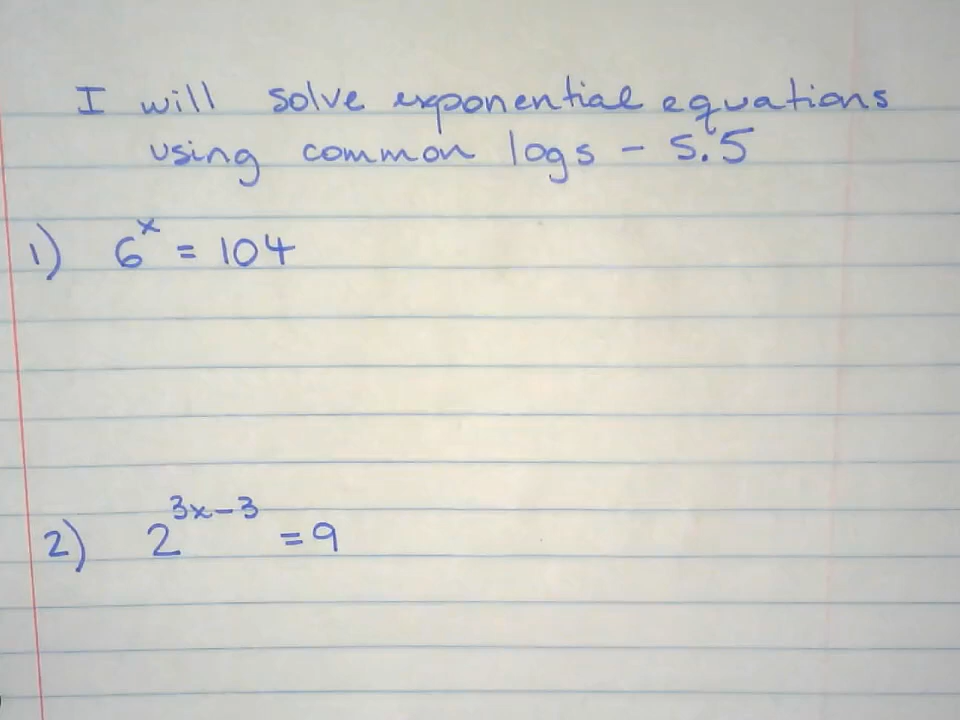 I will solve exponential equations
using common logs - 5.5
1) 6^x = 104
2) 2^(3x-3) = 9